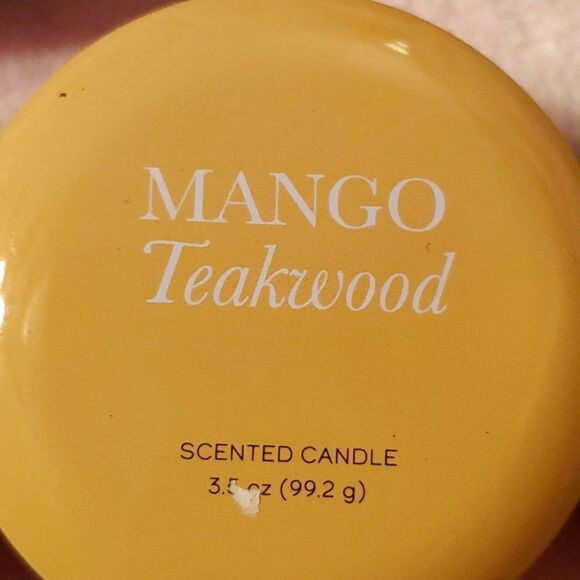 MANGO
Teakwood
SCENTED CANDLE
3.5 oz (99.2 g)